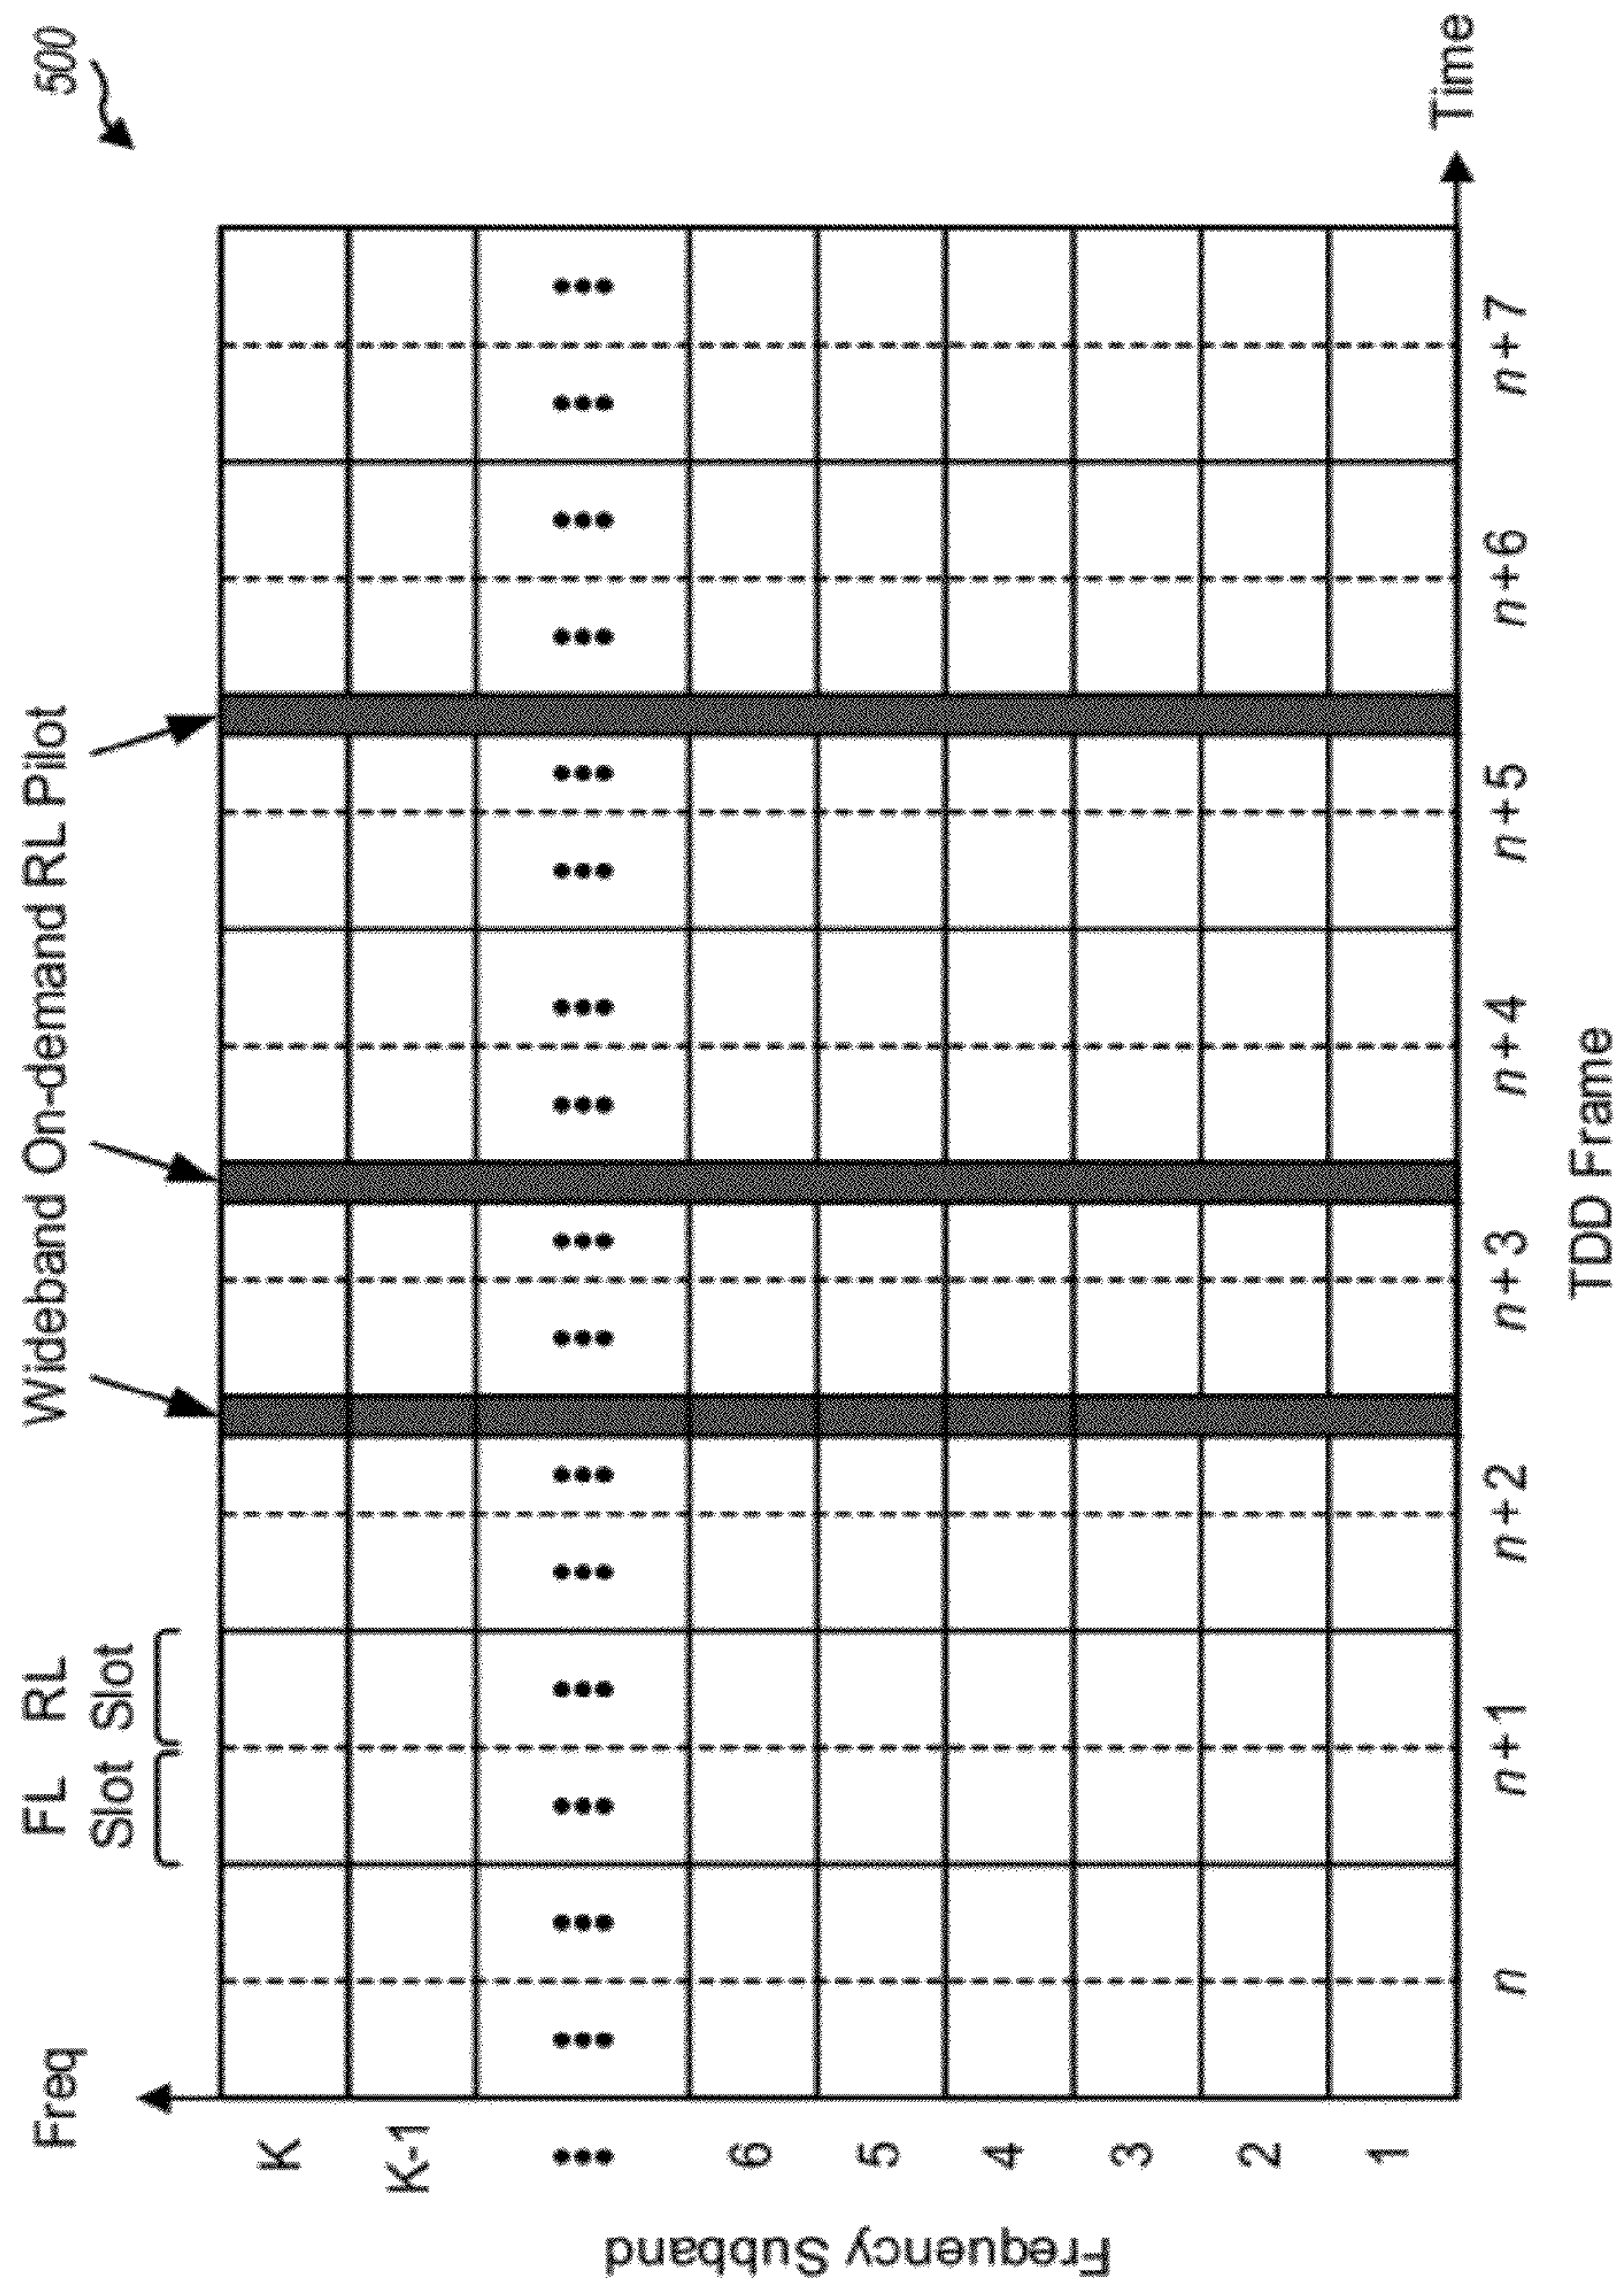 500
Wideband On-demand RL Pilot
FL Slot
RL Slot
Freq
K
K-1
•••
6
5
4
3
2
1
Frequency Subband
n
n+1
n+2
n+3
n+4
n+5
n+6
n+7
Time
TDD Frame